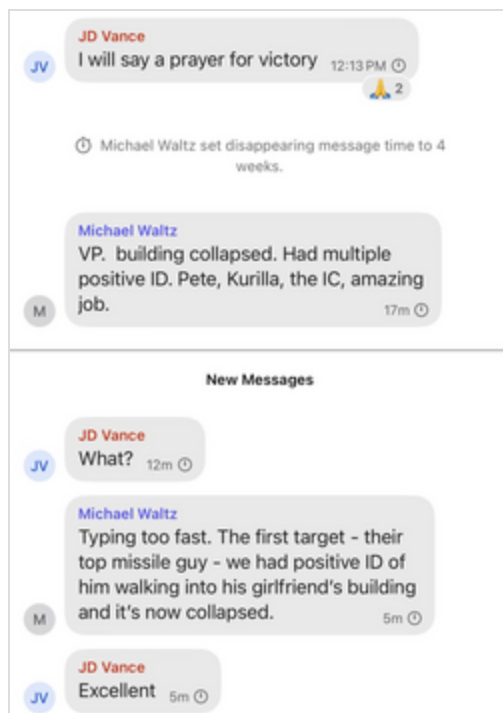 JD Vance
JV
I will say a prayer for victory 12:13 PM
🙏 2
Michael Waltz set disappearing message time to 4
weeks.
Michael Waltz
VP.  building collapsed. Had multiple
positive ID. Pete, Kurilla, the IC, amazing
job.
M
17m
New Messages
JD Vance
JV
What? 12m
Michael Waltz
Typing too fast. The first target - their
top missile guy - we had positive ID of
him walking into his girlfriend's building
and it's now collapsed.
M
5m
JD Vance
JV
Excellent 5m